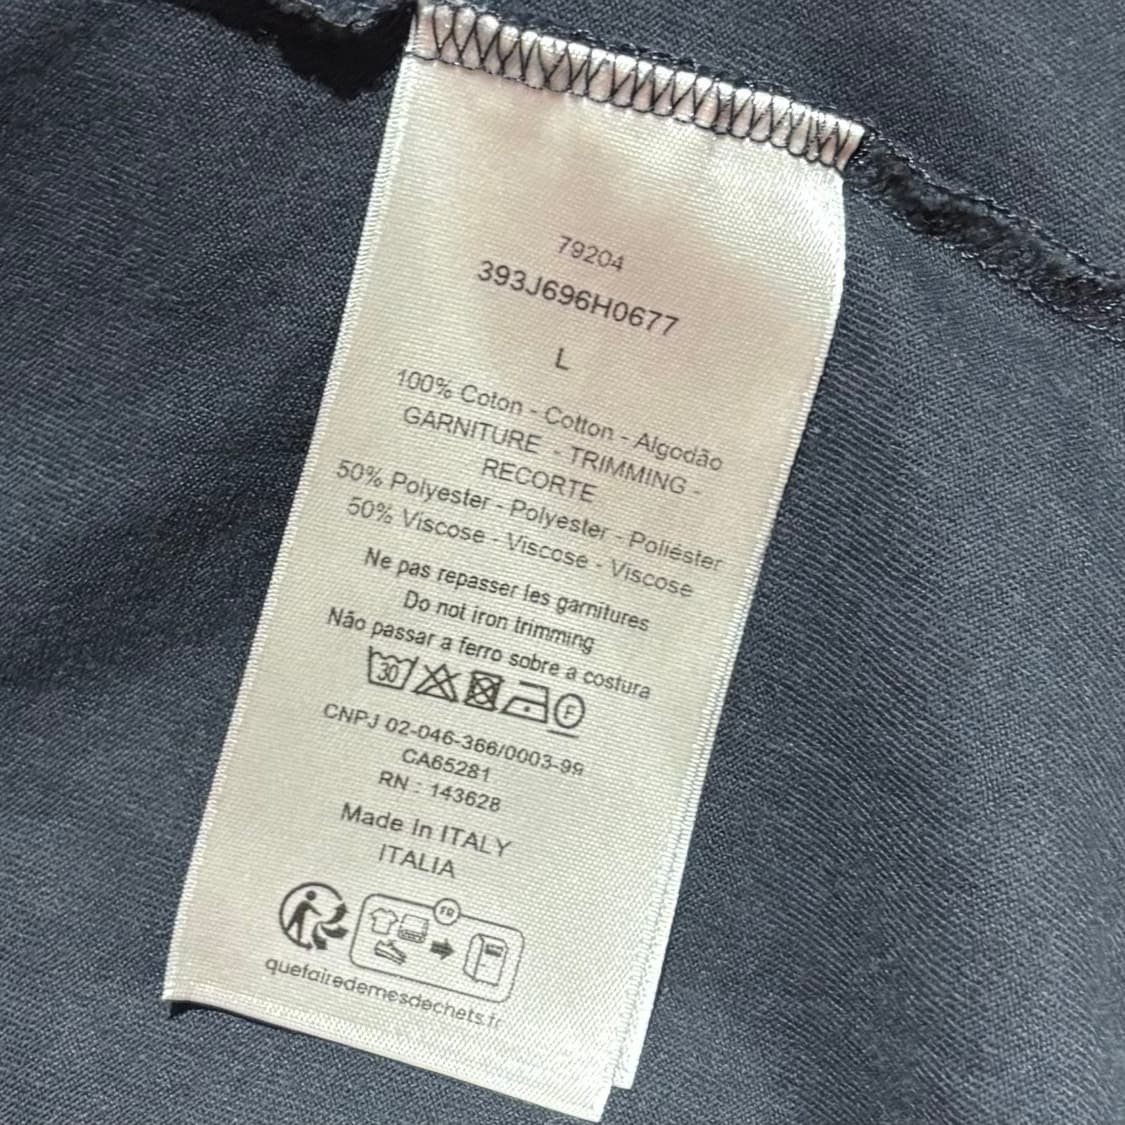 79204
393J696H0677
L
100% Coton - Cotton - Algodão
GARNITURE - TRIMMING -
RECORTE
50% Polyester - Polyester - Poliéster
50% Viscose - Viscose - Viscose
Ne pas repasser les garnitures
Do not iron trimming
Não passar a ferro sobre a costura
30 F
CNPJ 02-046-366/0003-99
CA65281
RN : 143628
Made In ITALY
ITALIA
FR
quefairedemesdechets.fr